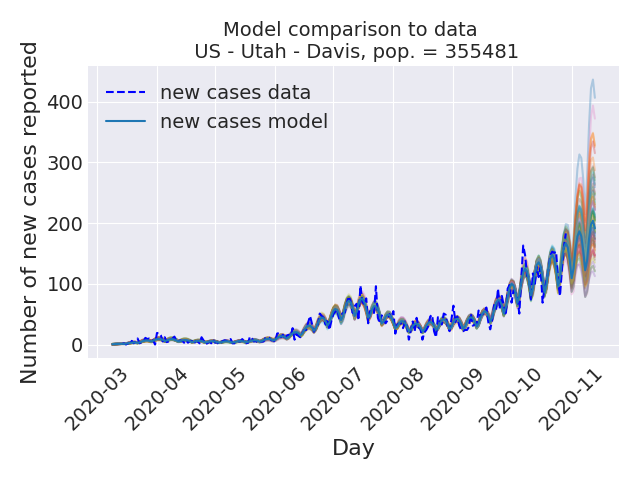 Model comparison to data
US - Utah - Davis, pop. = 355481
Number of new cases reported
new cases data
new cases model
400
300
200
100
0
2020-03
2020-04
2020-05
2020-06
2020-07
2020-08
2020-09
2020-10
2020-11
Day